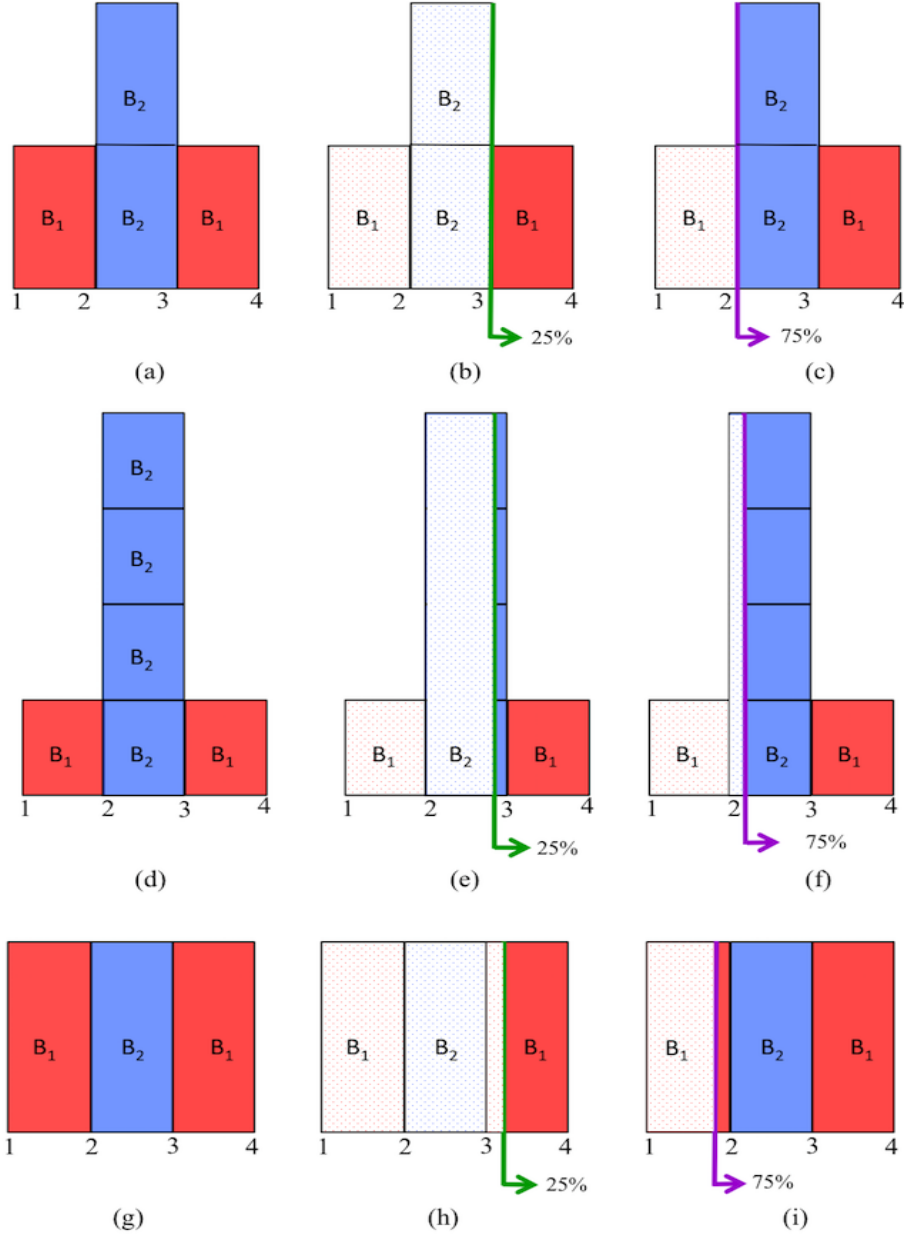 B₂ B₂ B₂
B₁ B₂ B₁ B₁ B₂ B₁ B₁ B₂ B₁
1 2 3 4 1 2 3 4 1 2 3 4
25% 75%
(a) (b) (c)
B₂
B₂
B₂
B₁ B₂ B₁ B₁ B₂ B₁ B₁ B₂ B₁
1 2 3 4 1 2 3 4 1 2 3 4
25% 75%
(d) (e) (f)
B₁ B₂ B₁ B₁ B₂ B₁ B₁ B₂ B₁
1 2 3 4 1 2 3 4 1 2 3 4
25% 75%
(g) (h) (i)